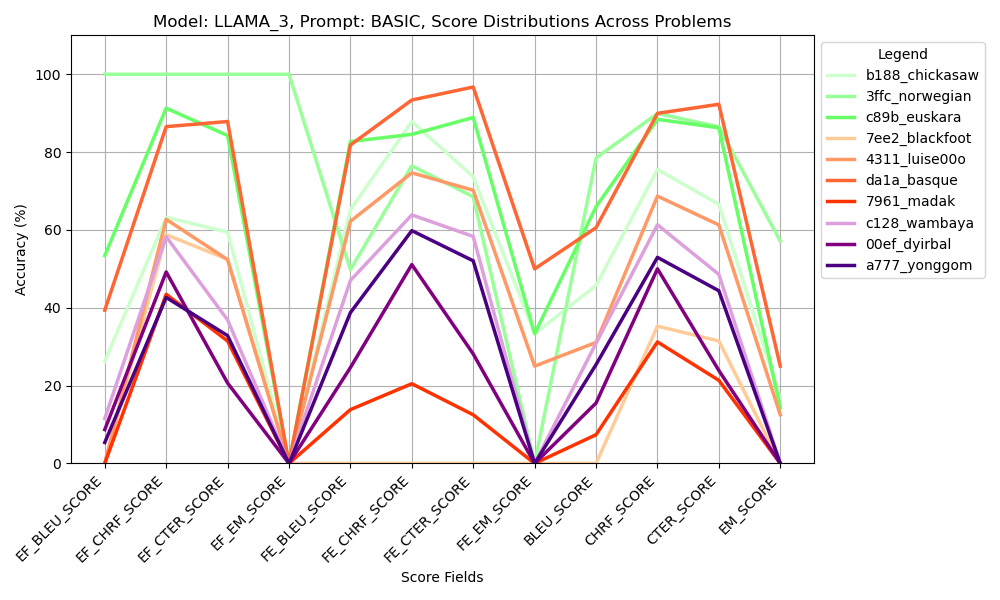 Model: LLAMA_3, Prompt: BASIC, Score Distributions Across Problems
Accuracy (%)
100
80
60
40
20
0
EF_BLEU_SCORE
EF_CHRF_SCORE
EF_CTER_SCORE
EF_EM_SCORE
FE_BLEU_SCORE
FE_CHRF_SCORE
FE_CTER_SCORE
FE_EM_SCORE
BLEU_SCORE
CHRF_SCORE
CTER_SCORE
EM_SCORE
Score Fields
Legend
b188_chickasaw
3ffc_norwegian
c89b_euskara
7ee2_blackfoot
4311_luise00o
da1a_basque
7961_madak
c128_wambaya
00ef_dyirbal
a777_yonggom